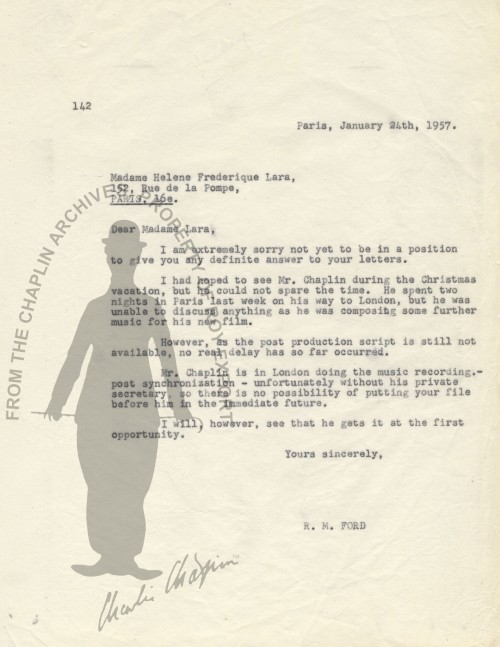 142
Paris, January 24th, 1957.
Madame Helene Frederique Lara,
152, Rue de la Pompe,
PARIS. 16e.
Dear Madame Lara,
I am extremely sorry not yet to be in a position
to give you any definite answer to your letters.
I had hoped to see Mr. Chaplin during the Christmas
vacation, but he could not spare the time. He spent two
nights in Paris last week on his way to London, but he was
unable to discuss anything as he was compositg some further
music for his new film.
However, as the post production script is still not
available, no real delay has so far occurred.
Mr. Chaplin is in London doing the music recording.-
post synchronization - unfortunately without his private
secretary, so there is no possibility of putting your file
before him in the immediate future.
I will, however, see that he gets it at the first
opportunity.
Yours sincerely,
R. M. FORD
FROM THE CHAPLIN ARCHIVES PROPERTY OF ROY EXPORT
Charlie Chaplin